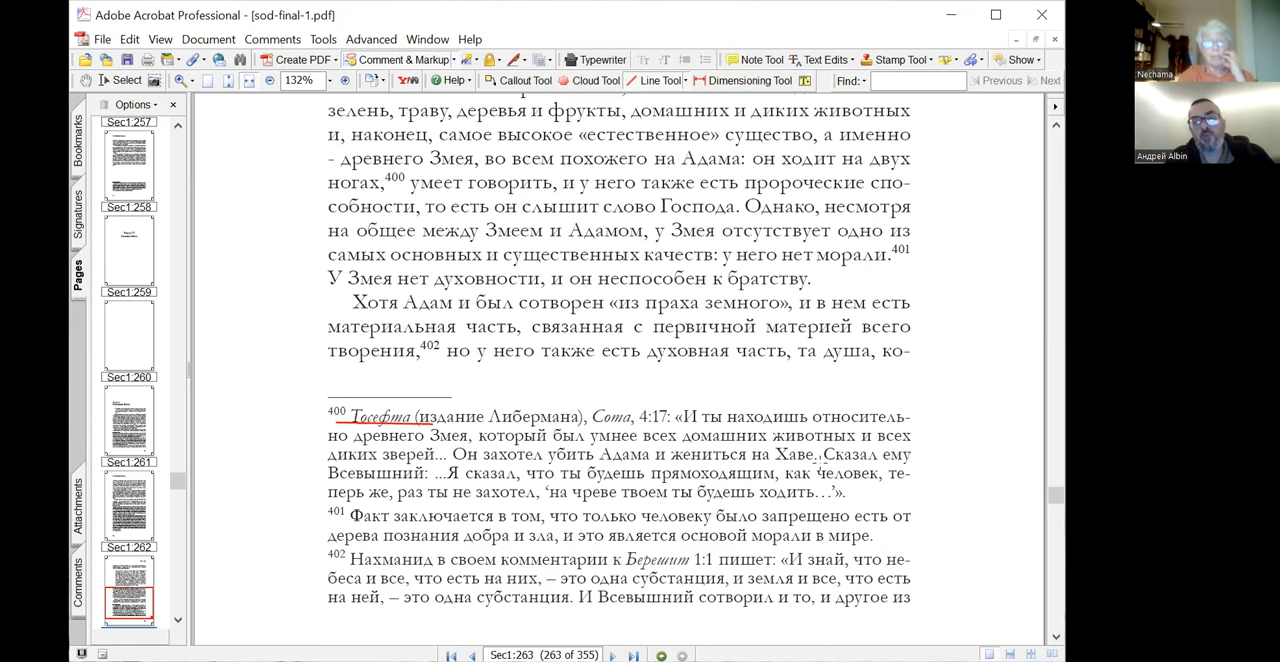 Adobe Acrobat Professional - [sod-final-1.pdf]
File Edit View Document Comments Tools Advanced Window Help
Create PDF Comment & Markup Typewriter Note Tool Text Edits Stamp Tool Show
Select 132% Help Callout Tool Cloud Tool Line Tool Dimensioning Tool Find: Previous Next
Nechama
Андрей Albin
Bookmarks
Signatures
Pages
Attachments
Comments
Options
Sec1:257
Sec1:258
Sec1:259
Sec1:260
Sec1:261
Sec1:262
зелень, траву, деревья и фрукты, домашних и диких животных
и, наконец, самое высокое «естественное» существо, а именно
- древнего Змея, во всем похожего на Адама: он ходит на двух
ногах,400 умеет говорить, и у него также есть пророческие спо-
собности, то есть он слышит слово Господа. Однако, несмотря
на общее между Змеем и Адамом, у Змея отсутствует одно из
самых основных и существенных качеств: у него нет морали.401
У Змея нет духовности, и он неспособен к братству.
Хотя Адам и был сотворен «из праха земного», и в нем есть
материальная часть, связанная с первичной материей всего
творения,402 но у него также есть духовная часть, та душа, ко-
400 Тосефта (издание Либермана), Сота, 4:17: «И ты находишь относитель-
но древнего Змея, который был умнее всех домашних животных и всех
диких зверей... Он захотел убить Адама и жениться на Хаве. Сказал ему
Всевышний: ...Я сказал, что ты будешь прямоходящим, как человек, те-
перь же, раз ты не захотел, ‘на чреве твоем ты будешь ходить…’».
401 Факт заключается в том, что только человеку было запрещено есть от
дерева познания добра и зла, и это является основой морали в мире.
402 Нахманид в своем комментарии к Берешит 1:1 пишет: «И знай, что не-
беса и все, что есть на них, – это одна субстанция, и земля и все, что есть
на ней, – это одна субстанция. И Всевышний сотворил и то, и другое из
Sec1:263 (263 of 355)